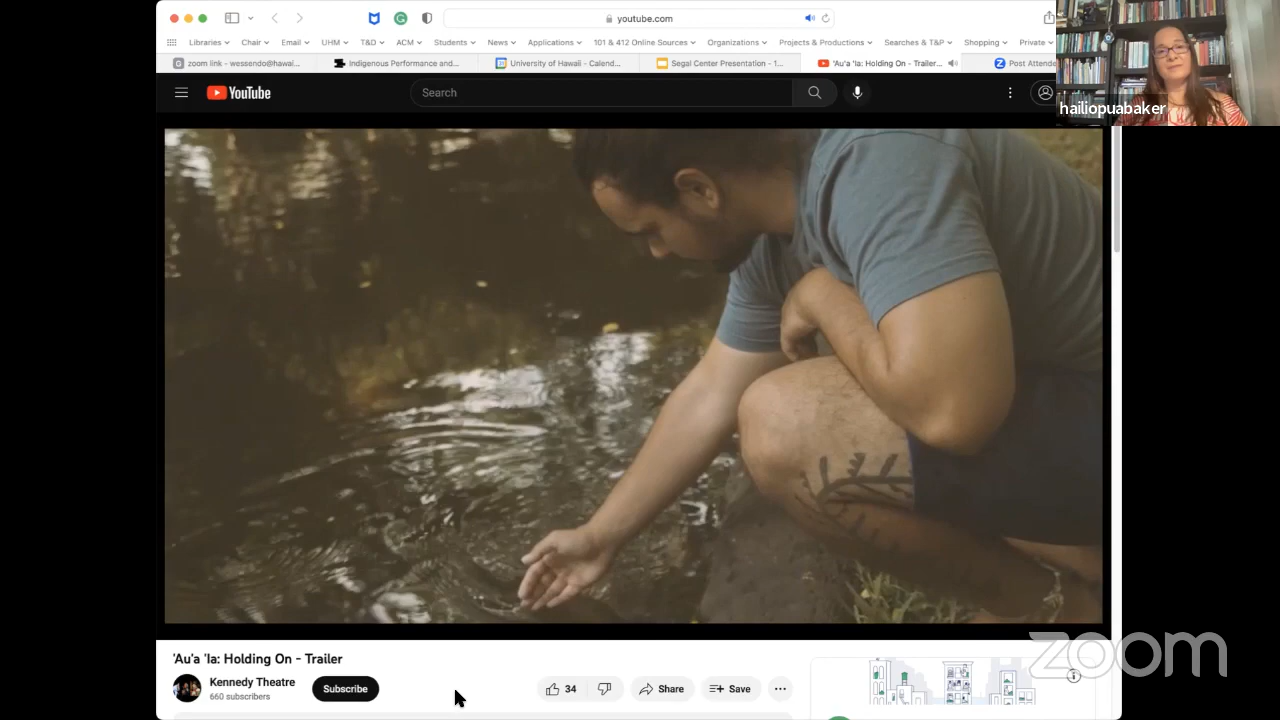 youtube.com
Libraries Chair Email UHM T&D ACM Students News Applications 101 & 412 Online Sources Organizations Projects & Productions Searches & T&P Shopping Private
zoom link - wessendo@hawai... Indigenous Performance and... University of Hawaii - Calend... Segal Center Presentation - 1... 'Au'a 'Ia: Holding On - Trailer... Post Attende
YouTube
Search
hailiopuabaker
'Au'a 'Ia: Holding On - Trailer
Kennedy Theatre
660 subscribers
Subscribe
34
Share
Save
zoom